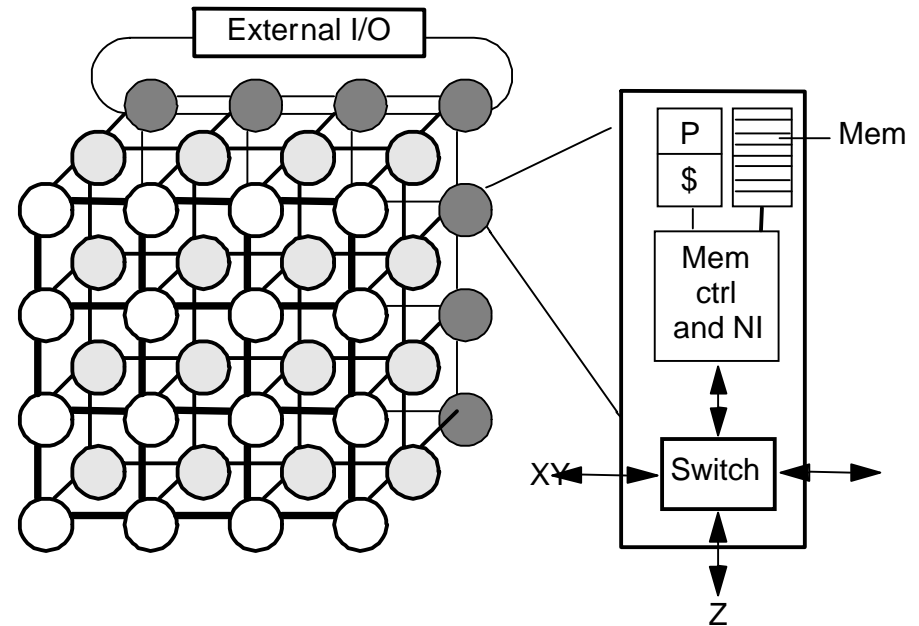 External I/O
P
$
Mem
Mem
ctrl
and NI
XY
Switch
Z